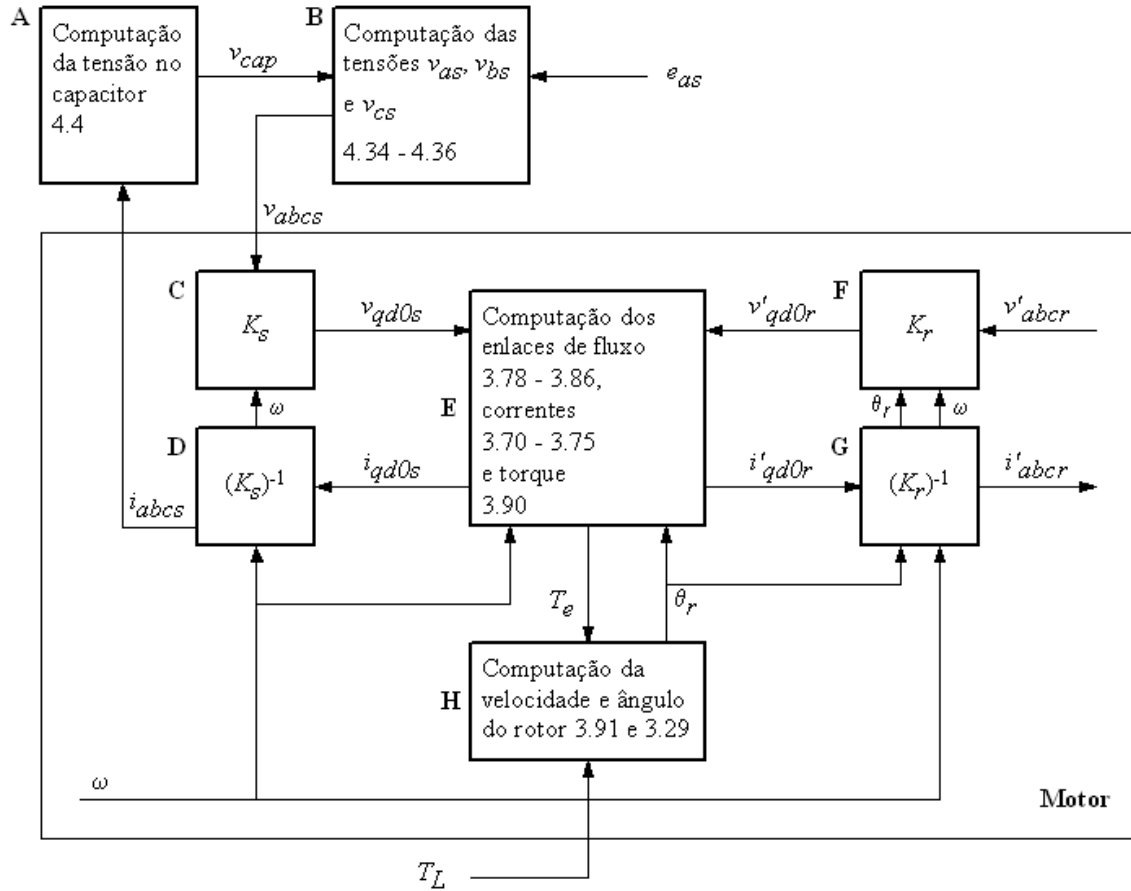 A
Computação
da tensão no
capacitor
4.4
v_cap
B
Computação das
tensões v_as, v_bs
e v_cs
4.34 - 4.36
e_as
v_abcs
C
K_s
v_qd0s
ω
D
(K_s)^-1
i_qd0s
i_abcs
E
Computação dos
enlaces de fluxo
3.78 - 3.86,
correntes
3.70 - 3.75
e torque
3.90
v'_qd0r
F
K_r
v'_abcr
θ_r
ω
i'_qd0r
G
(K_r)^-1
i'_abcr
T_e
θ_r
H
Computação da
velocidade e ângulo
do rotor 3.91 e 3.29
ω
Motor
T_L